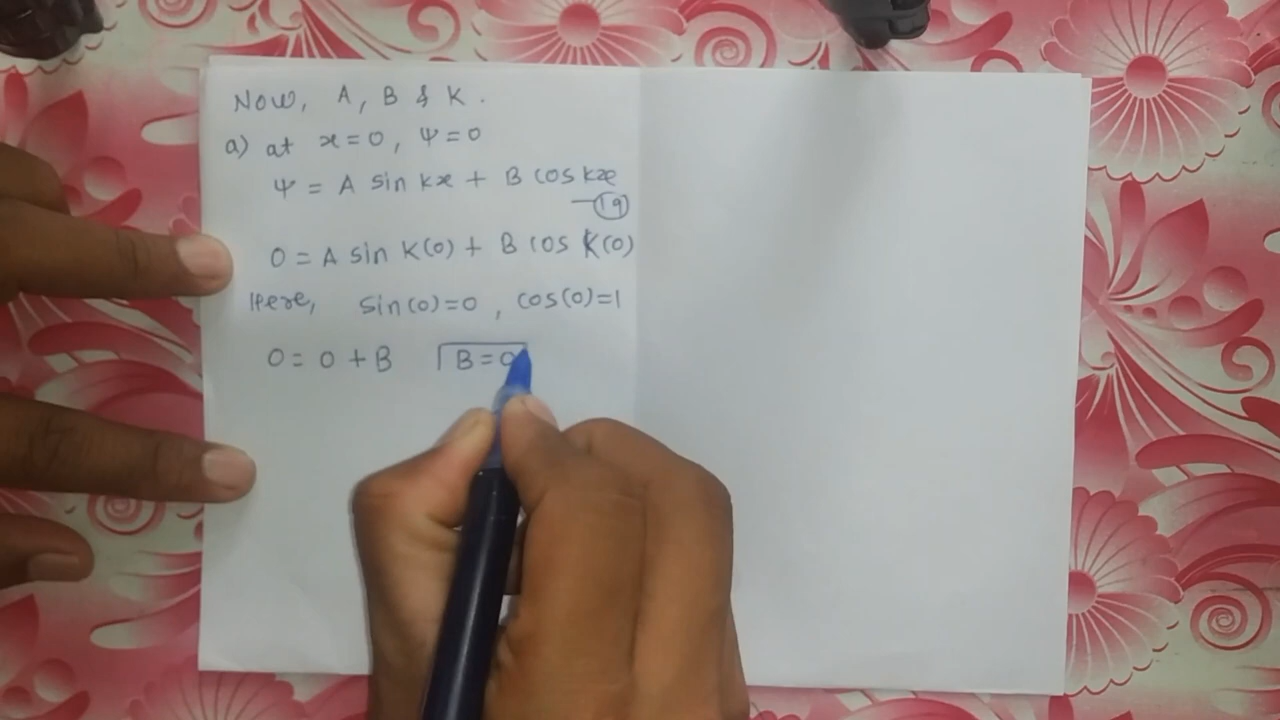 Now, A, B & K.
a) at x=0, Ψ=0
Ψ = A sin kx + B cos kx
—(19)
0 = A sin K(0) + B cos K(0)
Here, sin(0)=0, cos(0)=1
0 = 0 + B B=0